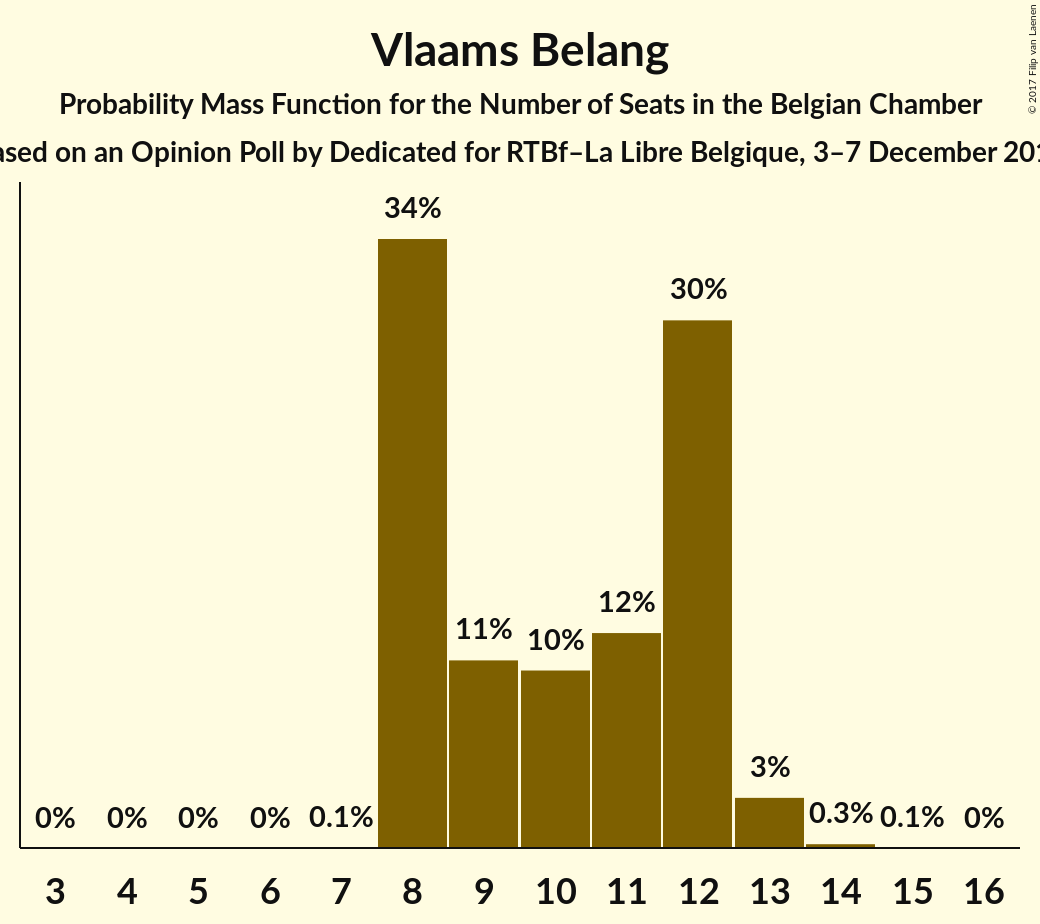 Vlaams Belang
Probability Mass Function for the Number of Seats in the Belgian Chamber
on an Opinion Poll by Dedicated for RTBf–La Libre Belgique, 3–7 December
© 2017 Filip van Laenen
34%
30%
12%
11%
10%
3%
0% 0% 0% 0% 0.1% 0.3% 0.1% 0%
3 4 5 6 7 8 9 10 11 12 13 14 15 16